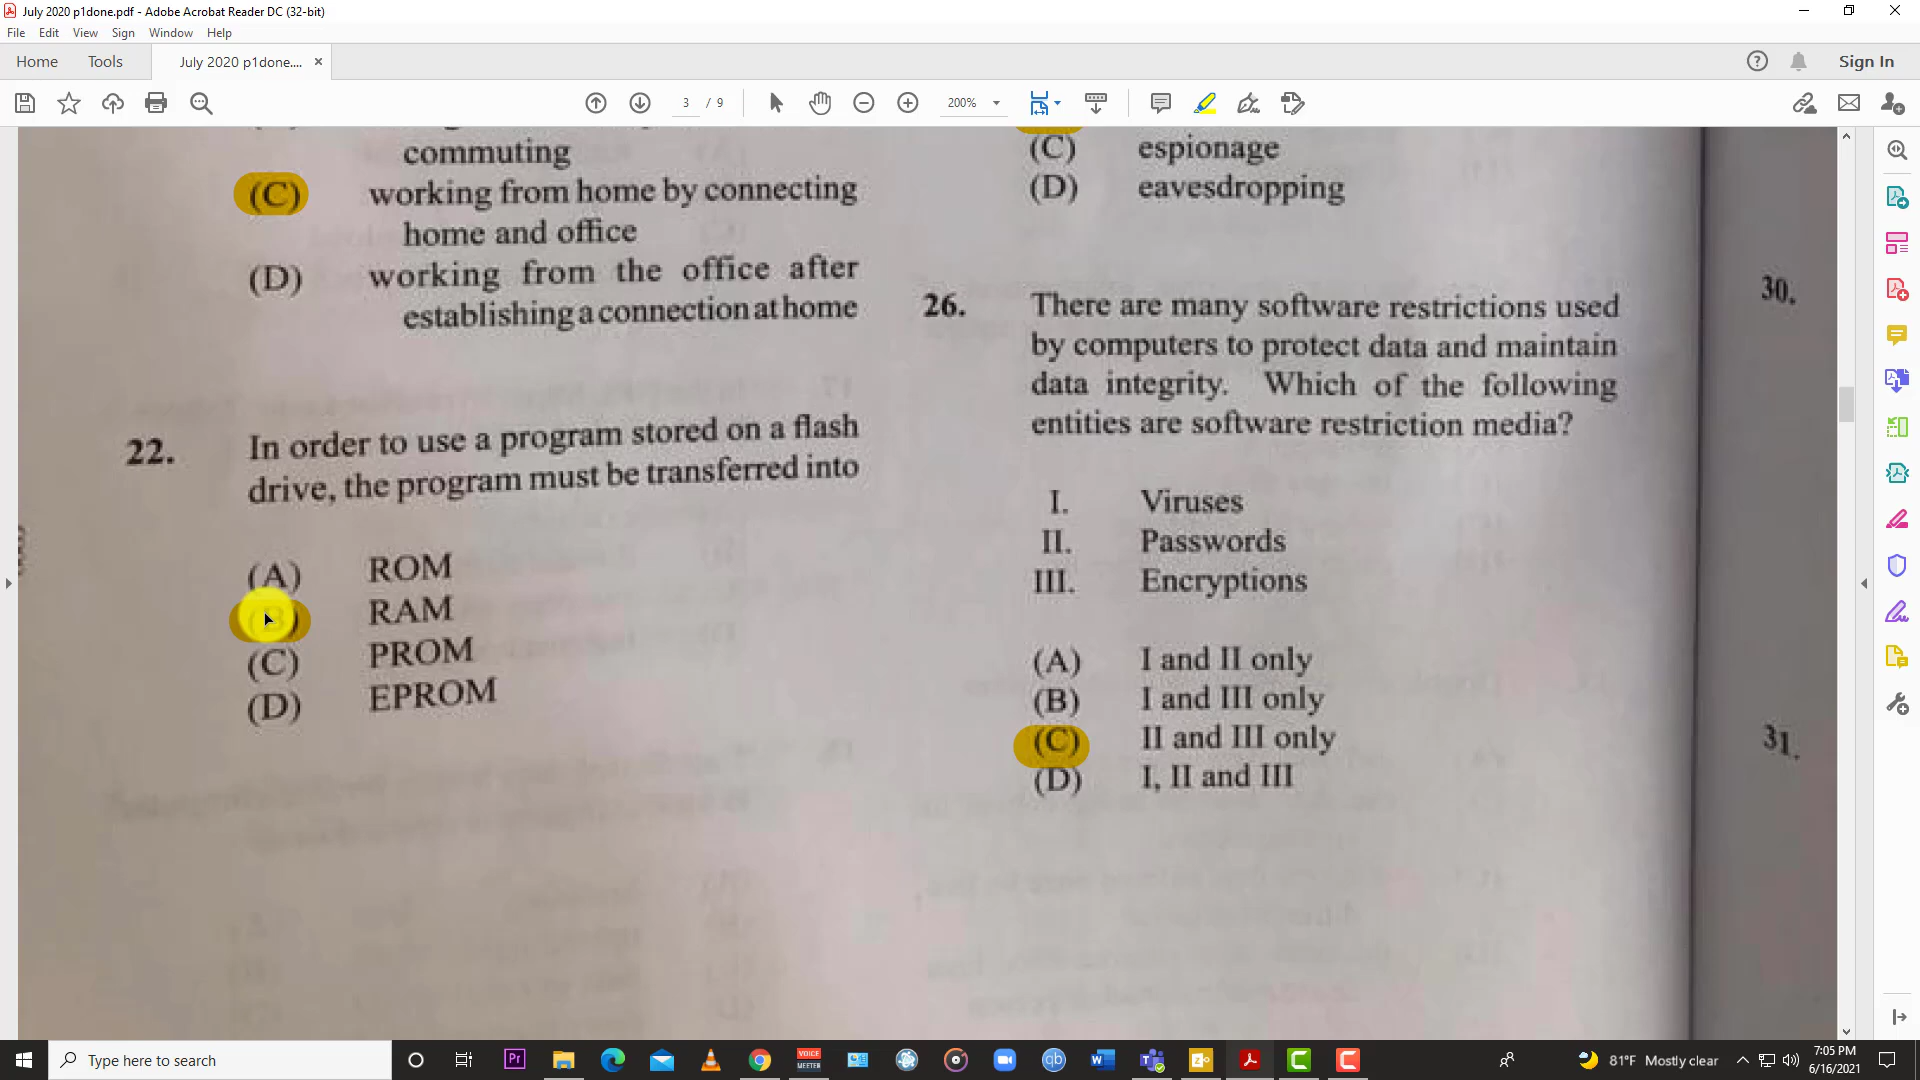 July 2020 p1done.pdf - Adobe Acrobat Reader DC (32-bit)
File Edit View Sign Window Help
Home Tools July 2020 p1done.... × Sign In
3 / 9 200%
commuting
(C) working from home by connecting
home and office
(D) working from the office after
establishing a connection at home
22. In order to use a program stored on a flash
drive, the program must be transferred into
(A) ROM
(B) RAM
(C) PROM
(D) EPROM
(C) espionage
(D) eavesdropping
26. There are many software restrictions used
by computers to protect data and maintain
data integrity. Which of the following
entities are software restriction media?
I. Viruses
II. Passwords
III. Encryptions
(A) I and II only
(B) I and III only
(C) II and III only
(D) I, II and III
30.
31.
Type here to search
Pr
VOICE
MEETER
qb
81°F Mostly clear
7:05 PM
6/16/2021